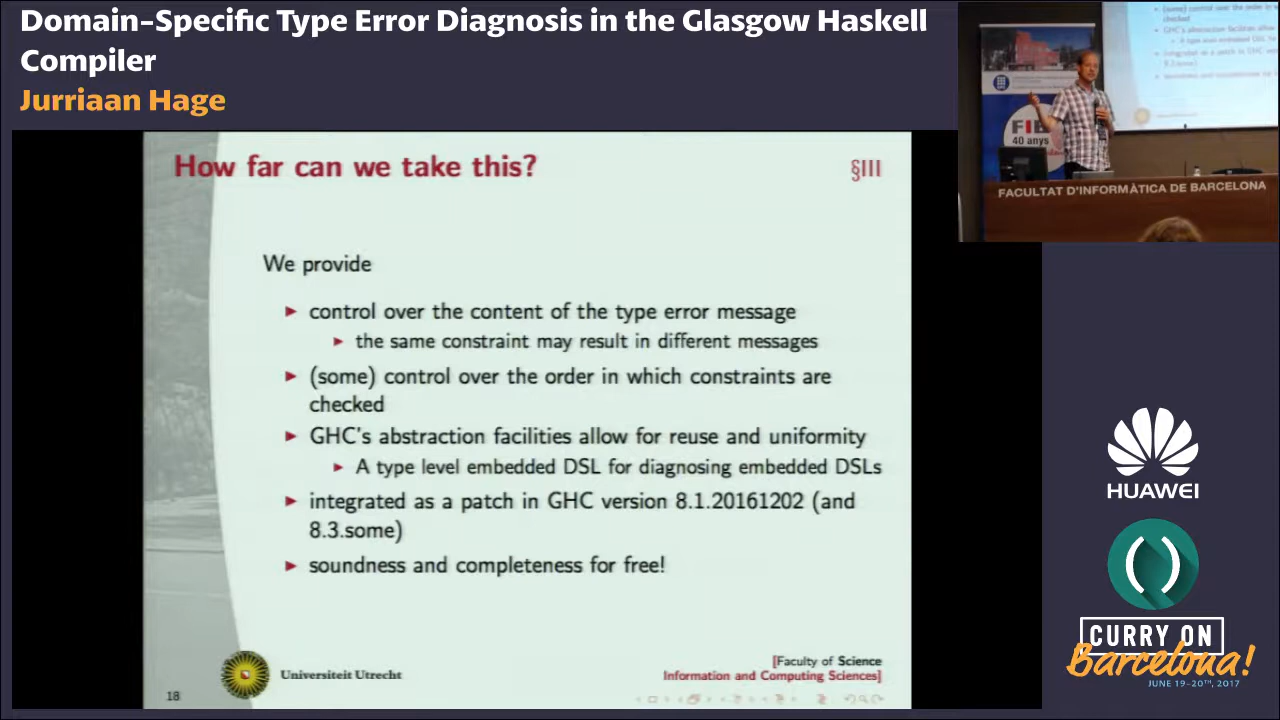 Domain-Specific Type Error Diagnosis in the Glasgow Haskell
Compiler
Jurriaan Hage
How far can we take this?
§III
We provide
control over the content of the type error message
the same constraint may result in different messages
(some) control over the order in which constraints are
checked
GHC's abstraction facilities allow for reuse and uniformity
A type level embedded DSL for diagnosing embedded DSLs
integrated as a patch in GHC version 8.1.20161202 (and
8.3.some)
soundness and completeness for free!
18
Universiteit Utrecht
[Faculty of Science
Information and Computing Sciences]
FIB
40 anys
FACULTAT D'INFORMÀTICA DE BARCELONA
HUAWEI
CURRY ON
Barcelona!
JUNE 19-20TH, 2017